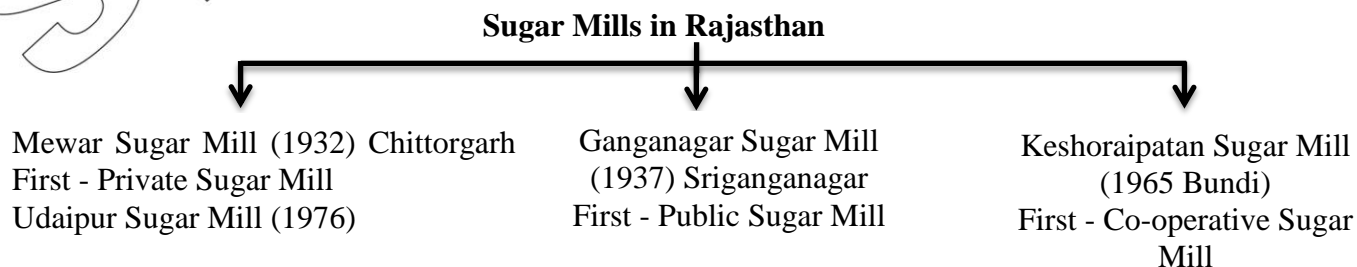 Sugar Mills in Rajasthan
Mewar Sugar Mill (1932) Chittorgarh
First - Private Sugar Mill
Udaipur Sugar Mill (1976)
Ganganagar Sugar Mill
(1937) Sriganganagar
First - Public Sugar Mill
Keshoraipatan Sugar Mill
(1965 Bundi)
First - Co-operative Sugar
Mill